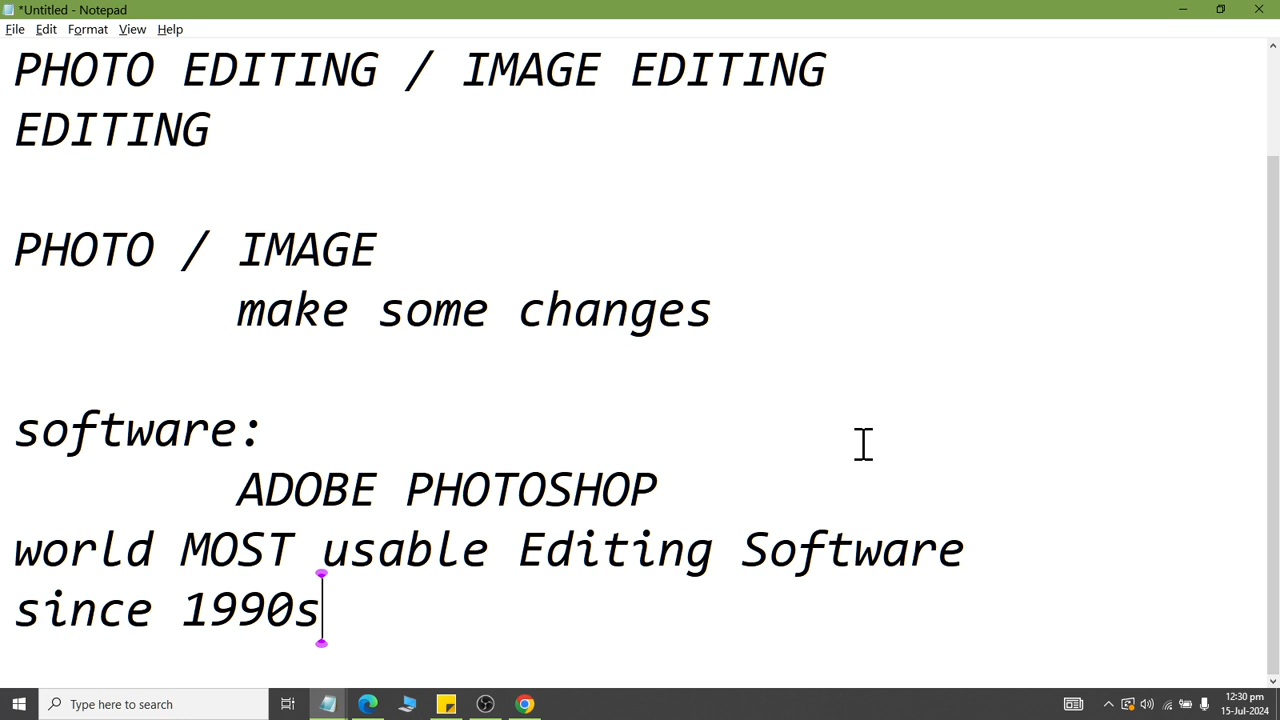 *Untitled - Notepad
File Edit Format View Help
PHOTO EDITING / IMAGE EDITING
EDITING
PHOTO / IMAGE
make some changes
software:
ADOBE PHOTOSHOP
world MOST usable Editing Software
since 1990s
Type here to search
12:30 pm
15-Jul-2024